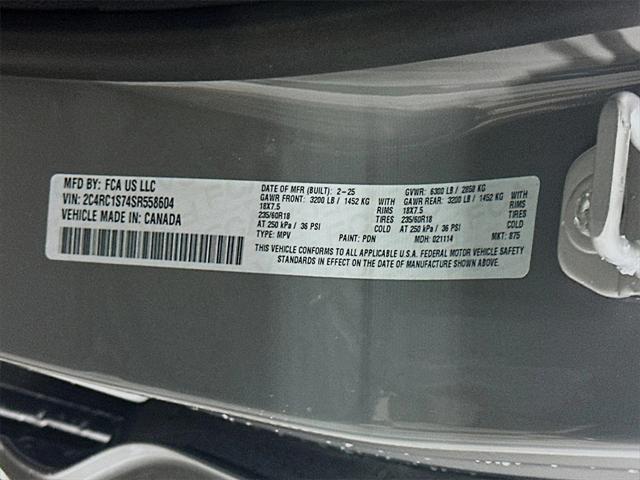 MFD BY: FCA US LLC
VIN: 2C4RC1S74SR558604
VEHICLE MADE IN: CANADA
DATE OF MFR (BUILT): 2-25 GVWR: 6300 LB / 2858 KG
GAWR FRONT: 3200 LB / 1452 KG WITH GAWR REAR: 3200 LB / 1452 KG WITH
18X7.5 RIMS 18X7.5 RIMS
235/60R18 TIRES 235/60R18 TIRES
AT 250 kPa / 36 PSI COLD AT 250 kPa / 36 PSI COLD
TYPE: MPV PAINT: PDN MDH: 021114 MKT: 875
THIS VEHICLE CONFORMS TO ALL APPLICABLE U.S.A. FEDERAL MOTOR VEHICLE SAFETY
STANDARDS IN EFFECT ON THE DATE OF MANUFACTURE SHOWN ABOVE.